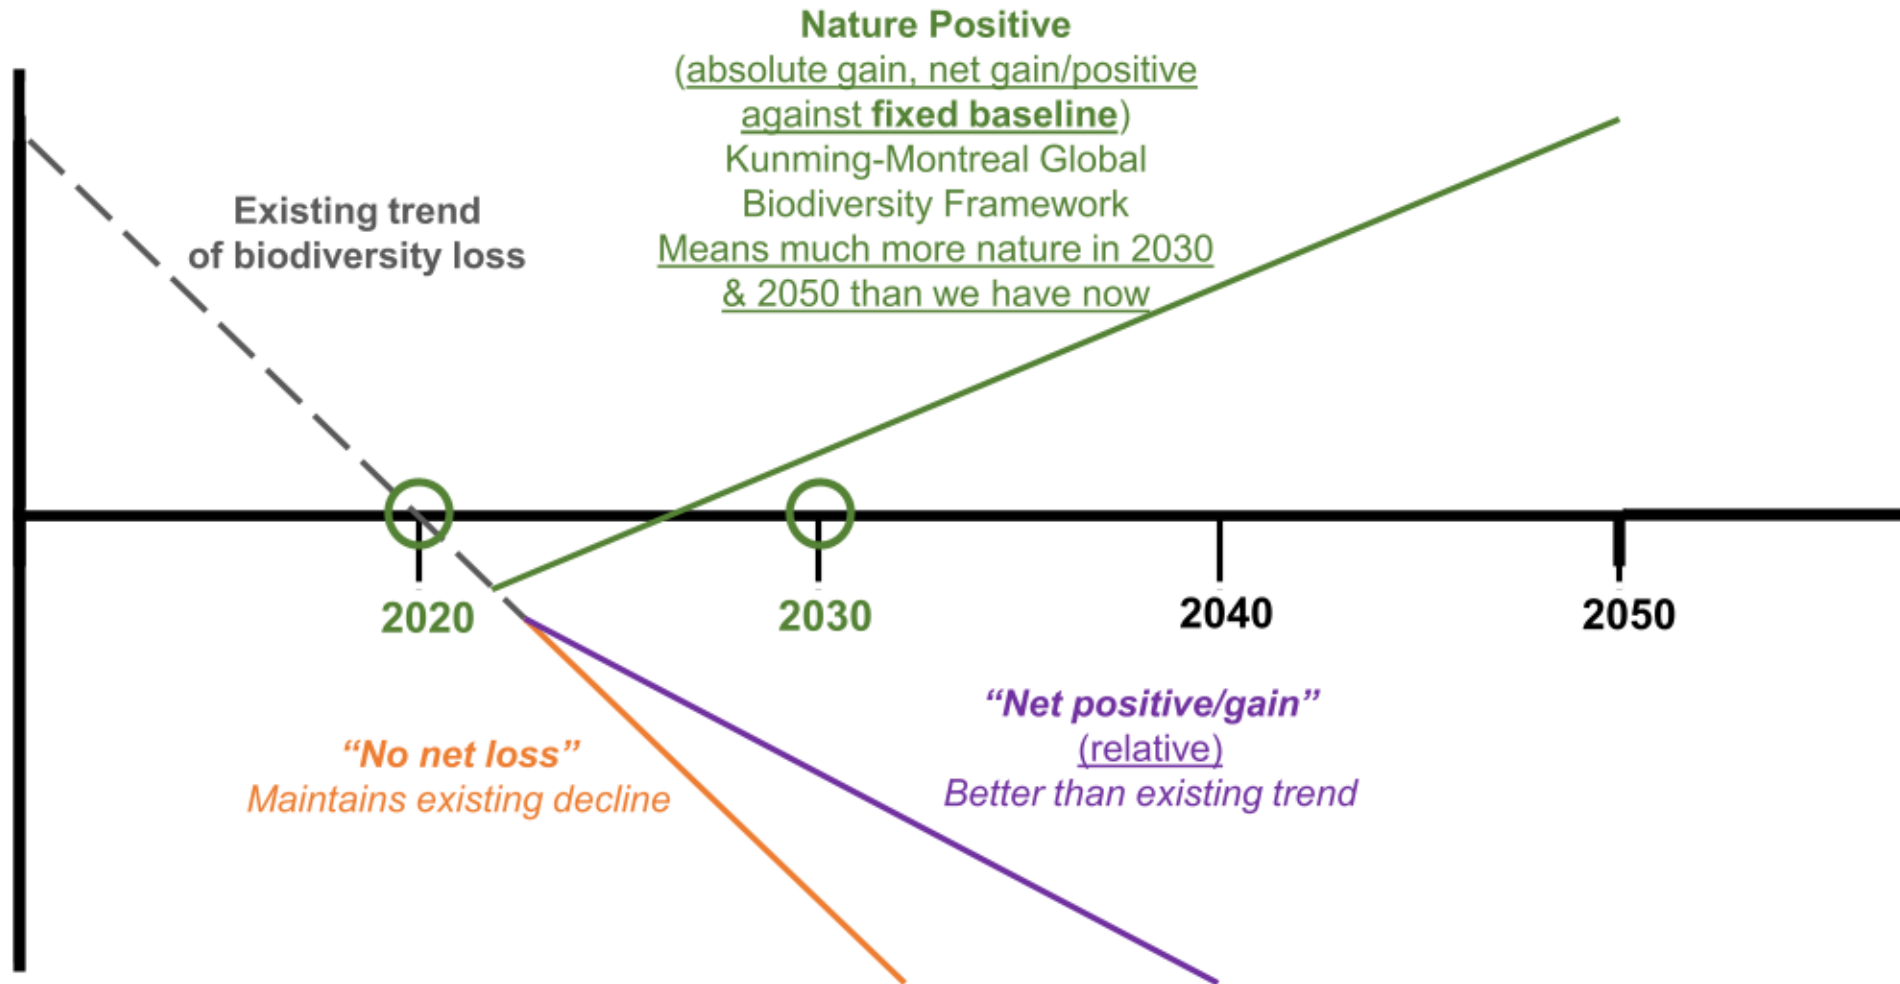 Nature Positive
(absolute gain, net gain/positive
against fixed baseline)
Kunming-Montreal Global
Biodiversity Framework
Means much more nature in 2030
& 2050 than we have now
Existing trend
of biodiversity loss
2020
2030
2040
2050
“No net loss”
Maintains existing decline
“Net positive/gain”
(relative)
Better than existing trend